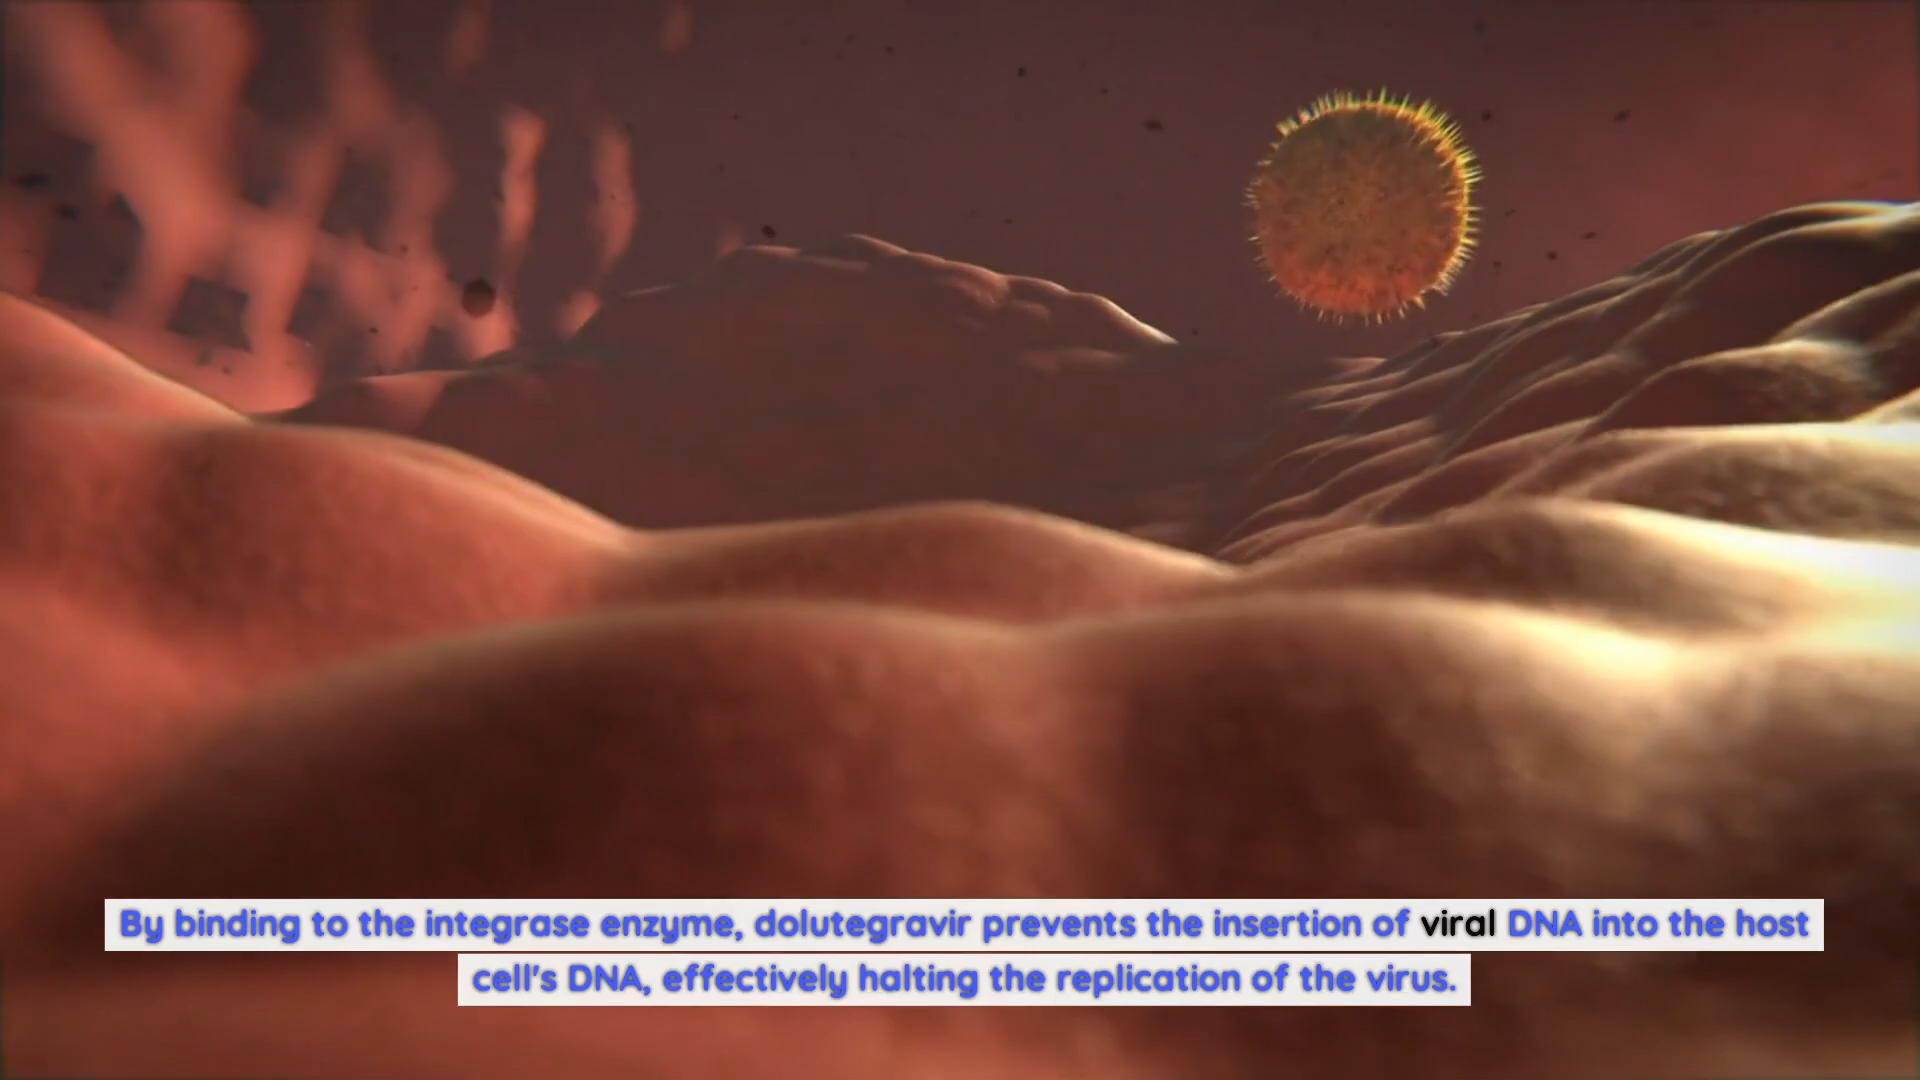 By binding to the integrase enzyme, dolutegravir prevents the insertion of viral DNA into the host
cell's DNA, effectively halting the replication of the virus.